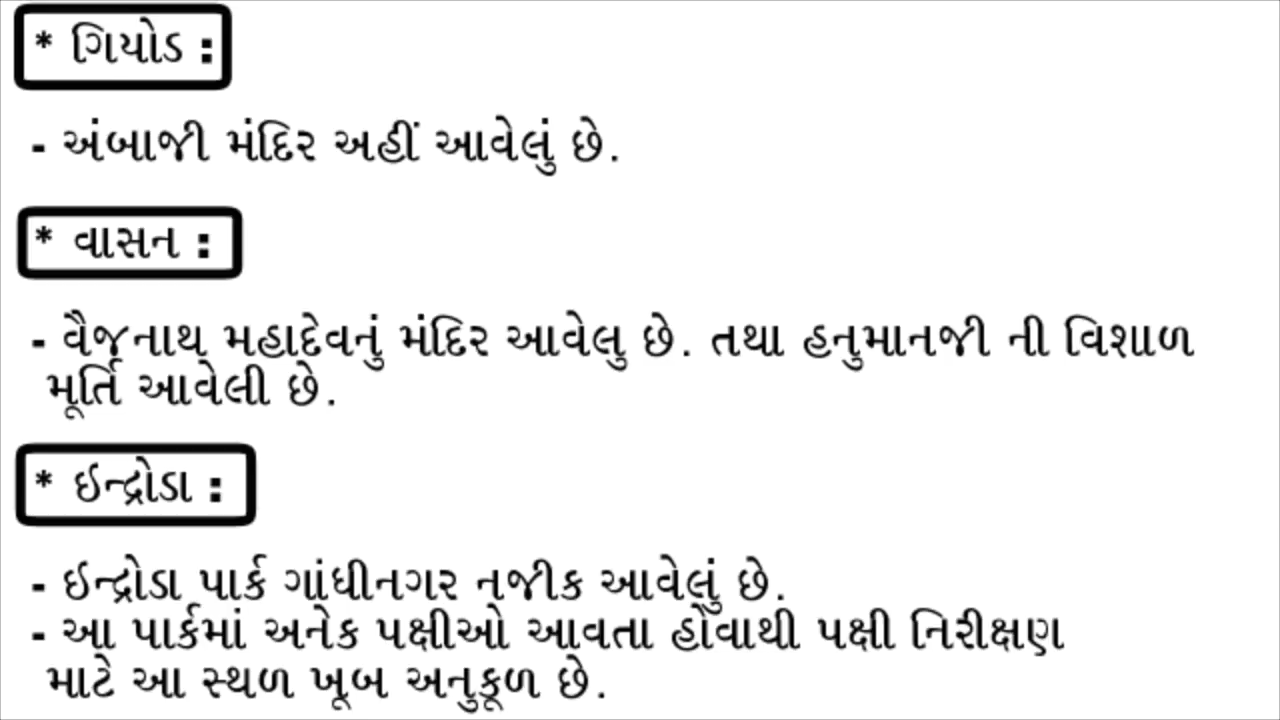 * ગિયોડ :
- અંબાજી મંદિર અહીં આવેલું છે.
* વાસન :
- વૈજનાથ મહાદેવનું મંદિર આવેલુ છે. તથા હનુમાનજી ની વિશાળ
મૂર્તિ આવેલી છે.
* ઇન્દ્રોડા :
- ઇન્દ્રોડા પાર્ક ગાંધીનગર નજીક આવેલું છે.
- આ પાર્કમાં અનેક પક્ષીઓ આવતા હોવાથી પક્ષી નિરીક્ષણ
માટે આ સ્થળ ખૂબ અનુકૂળ છે.